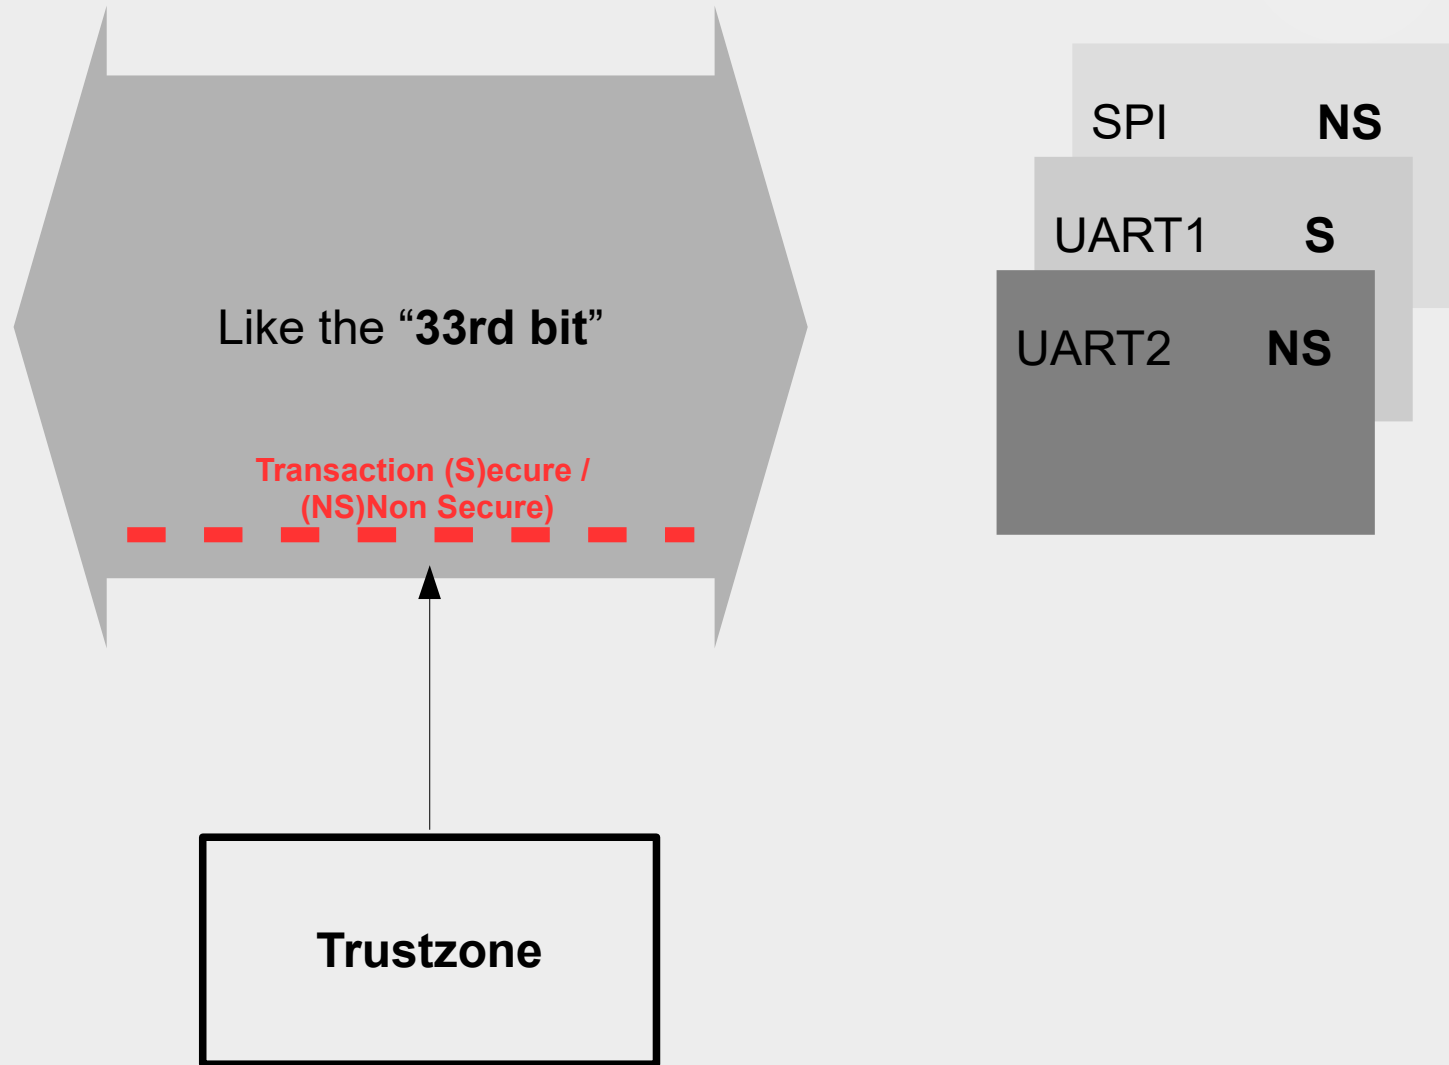 SPI NS
UART1 S
Like the “33rd bit”
UART2 NS
Transaction (S)ecure /
(NS)Non Secure)
Trustzone